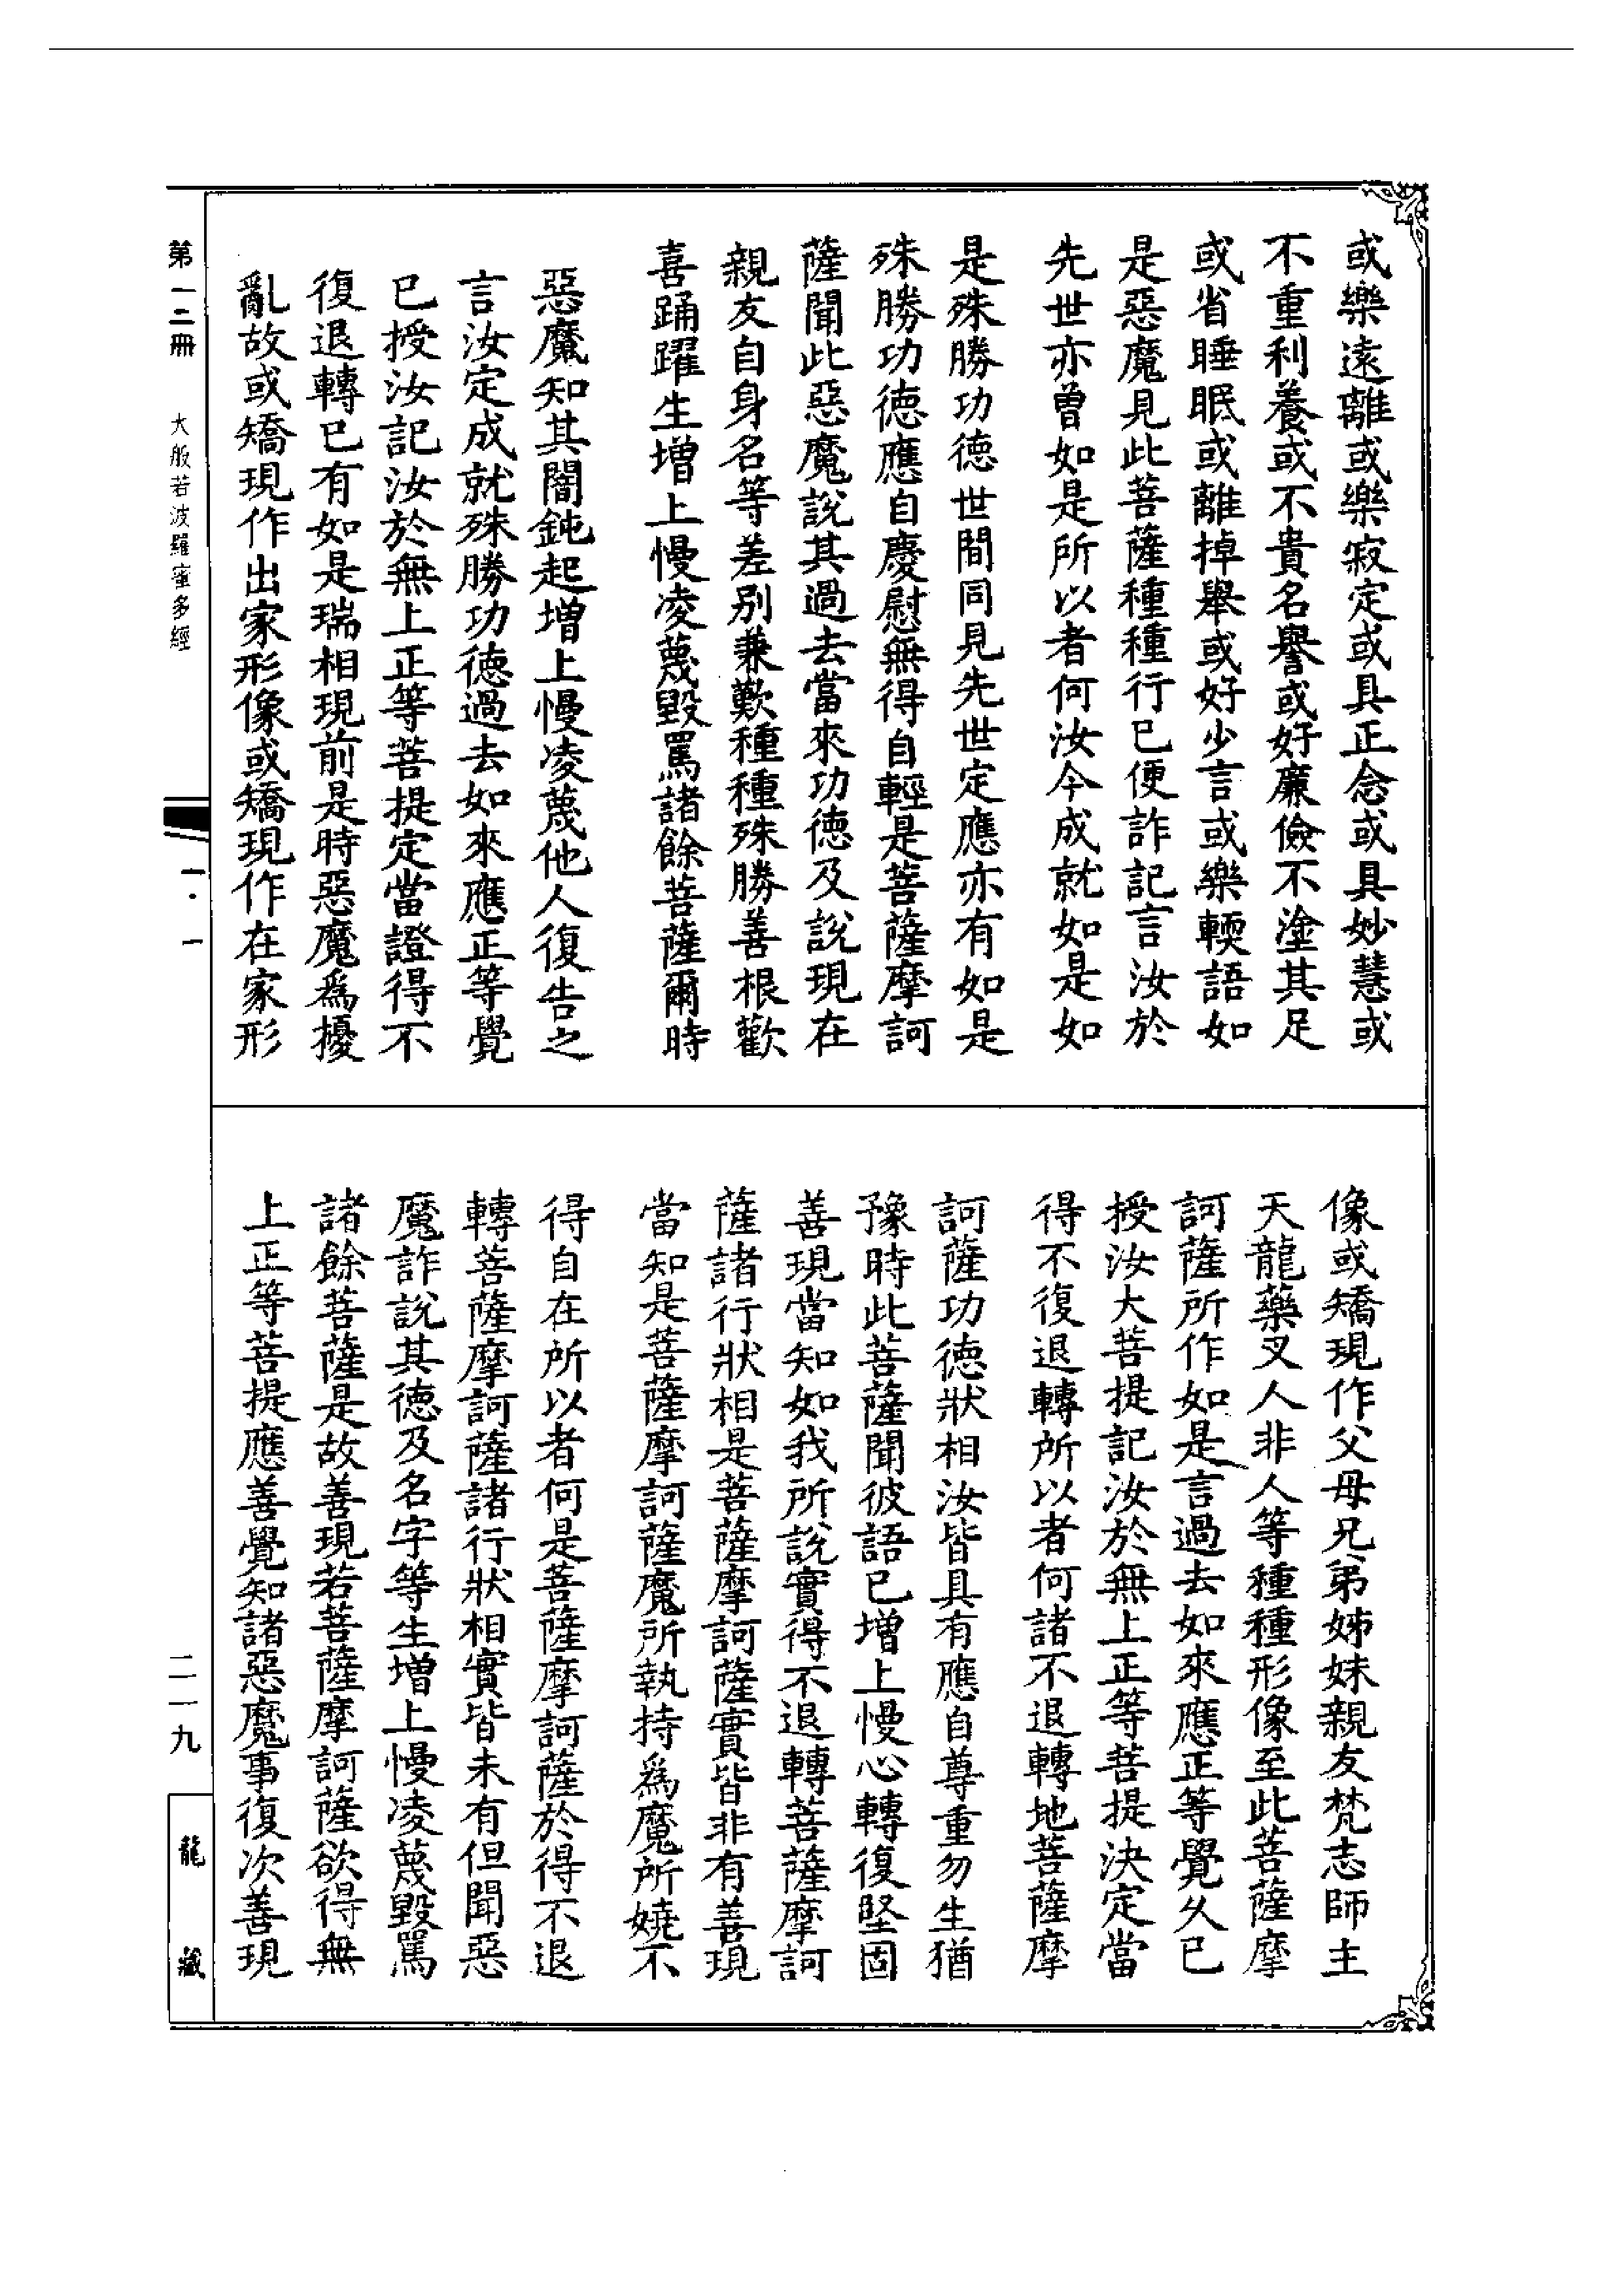 或樂遠離或樂寂定或具正念或具妙慧或
不重利養或不貴名譽或好廉儉不塗其足
或省睡眠或離掉舉或好少言或樂輭語如
是惡魔見此菩薩種種行已便詐記言汝於
先世亦曾如是所以者何汝今成就如是如
是殊勝功德世間同見先世定應亦有如是
殊勝功德應自慶慰無得自輕是菩薩摩訶
薩聞此惡魔說其過去當來功德及說現在
親友自身名等差別兼歎種種殊勝善根歡
喜踊躍生增上慢凌蔑毀罵諸餘菩薩爾時
惡魔知其闇鈍起增上慢凌蔑他人復告之
言汝定成就殊勝功德過去如來應正等覺
已授汝記汝於無上正等菩提定當證得不
復退轉已有如是瑞相現前是時惡魔爲擾
亂故或矯現作出家形像或矯現作在家形
像或矯現作父母兄弟姊妹親友梵志師主
天龍藥叉人非人等種種形像至此菩薩摩
訶薩所作如是言過去如來應正等覺久已
授汝大菩提記汝於無上正等菩提決定當
得不復退轉所以者何諸不退轉地菩薩摩
訶薩功德狀相汝皆具有應自尊重勿生猶
豫時此菩薩聞彼語已增上慢心轉復堅固
善現當知如我所說實得不退轉菩薩摩訶
薩諸行狀相是菩薩摩訶薩實皆非有善現
當知是菩薩摩訶薩魔所執持爲魔所嬈不
得自在所以者何是菩薩摩訶薩於得不退
轉菩薩摩訶薩諸行狀相實皆未有但聞惡
魔詐說其德及名字等生增上慢凌蔑毀罵
諸餘菩薩是故善現若菩薩摩訶薩欲得無
上正等菩提應善覺知諸惡魔事復次善現
第一二冊
大般若波羅蜜多經
一·一
二一九
龍藏